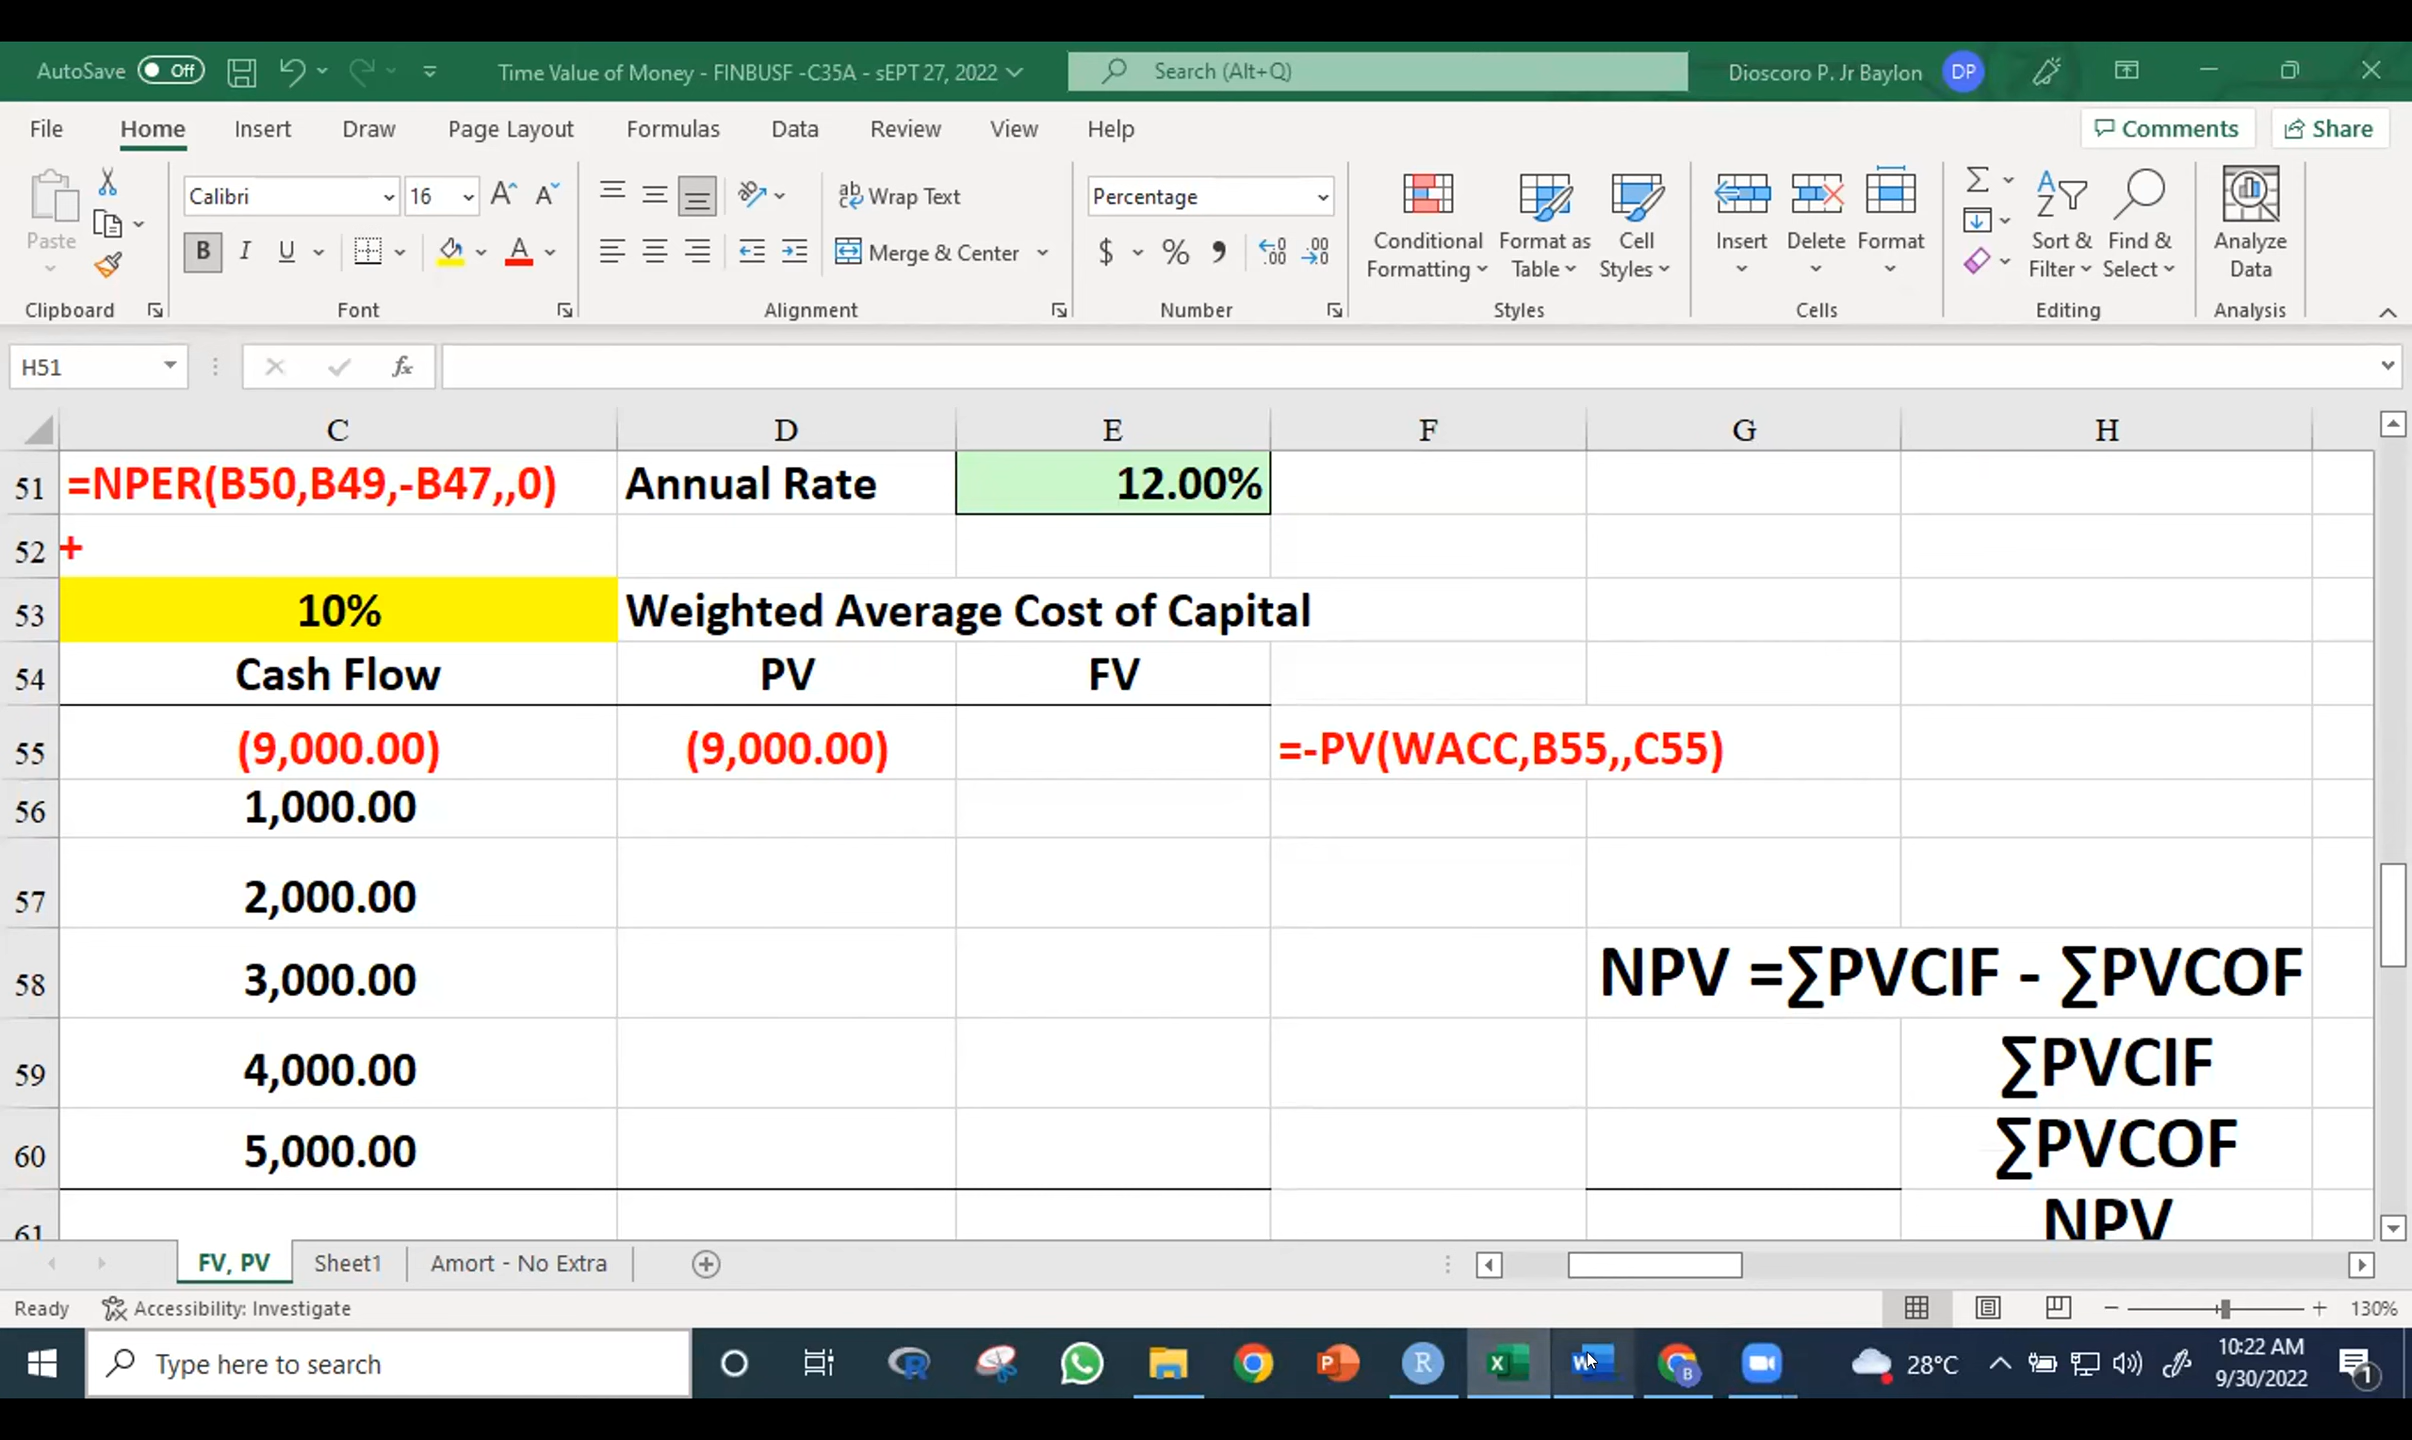 AutoSave Off Time Value of Money - FINBUSF -C35A - sEPT 27, 2022 Search (Alt+Q) Dioscoro P. Jr Baylon DP
File Home Insert Draw Page Layout Formulas Data Review View Help Comments Share
Paste Calibri 16 Wrap Text Percentage Conditional Formatting Format as Table Cell Styles Insert Delete Format Sort & Filter Find & Select Analyze Data
B I U A Merge & Center $ % ,
Clipboard Font Alignment Number Styles Cells Editing Analysis
H51 fx
C D E F G H
51 =NPER(B50,B49,-B47,,0) Annual Rate 12.00%
52 +
53 10% Weighted Average Cost of Capital
54 Cash Flow PV FV
55 (9,000.00) (9,000.00) =-PV(WACC,B55,,C55)
56 1,000.00
57 2,000.00
58 3,000.00 NPV =∑PVCIF - ∑PVCOF
59 4,000.00 ∑PVCIF
60 5,000.00 ∑PVCOF
61 NPV
FV, PV Sheet1 Amort - No Extra
Ready Accessibility: Investigate 130%
Type here to search 28°C 10:22 AM
9/30/2022 1